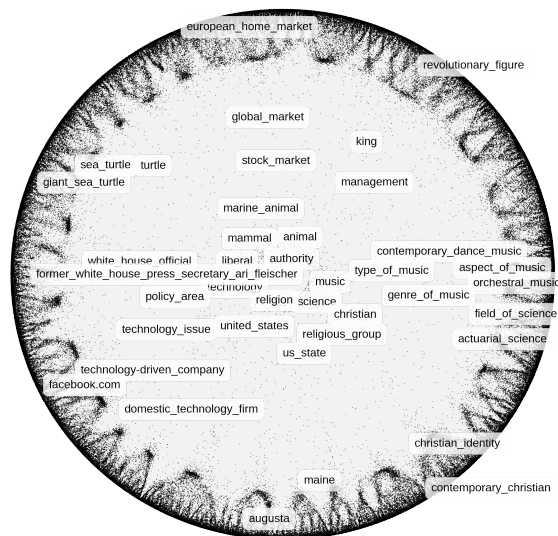 european_home_market
revolutionary_figure
global_market
king
stock_market
sea_turtle
turtle
giant_sea_turtle
management
marine_animal
mammal
animal
contemporary_dance_music
white_house_official
liberal
authority
former_white_house_press_secretary_ari_fleischer
type_of_music
aspect_of_music
technology
music
orchestral_music
policy_area
religion
science
genre_of_music
christian
field_of_science
technology_issue
united_states
religious_group
actuarial_science
us_state
technology-driven_company
facebook.com
domestic_technology_firm
christian_identity
maine
contemporary_christian
augusta